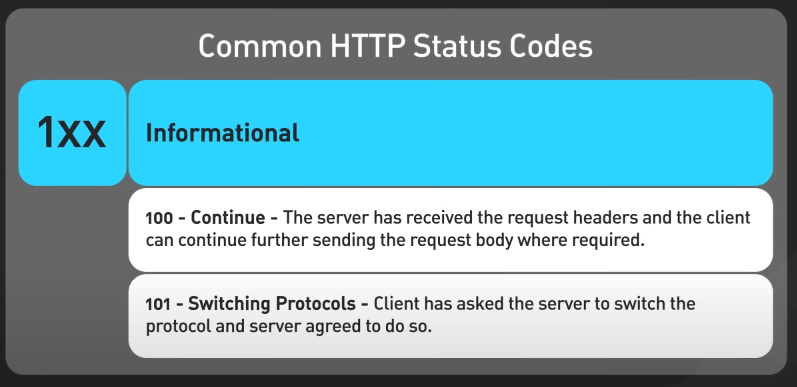 Common HTTP Status Codes
1xx
Informational
100 - Continue - The server has received the request headers and the client
can continue further sending the request body where required.
101 - Switching Protocols - Client has asked the server to switch the
protocol and server agreed to do so.